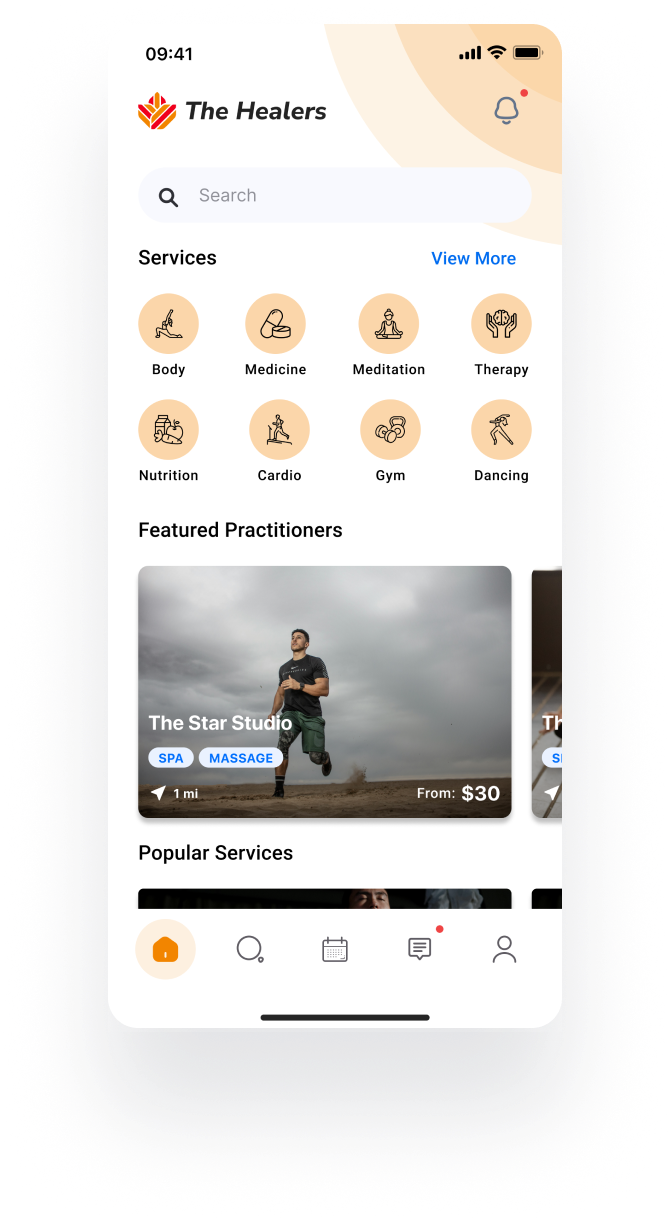 09:41
The Healers
Search
Services View More
Body Medicine Meditation Therapy
Nutrition Cardio Gym Dancing
Featured Practitioners
The Star Studio
SPA MASSAGE
1 mi From: $30
Popular Services